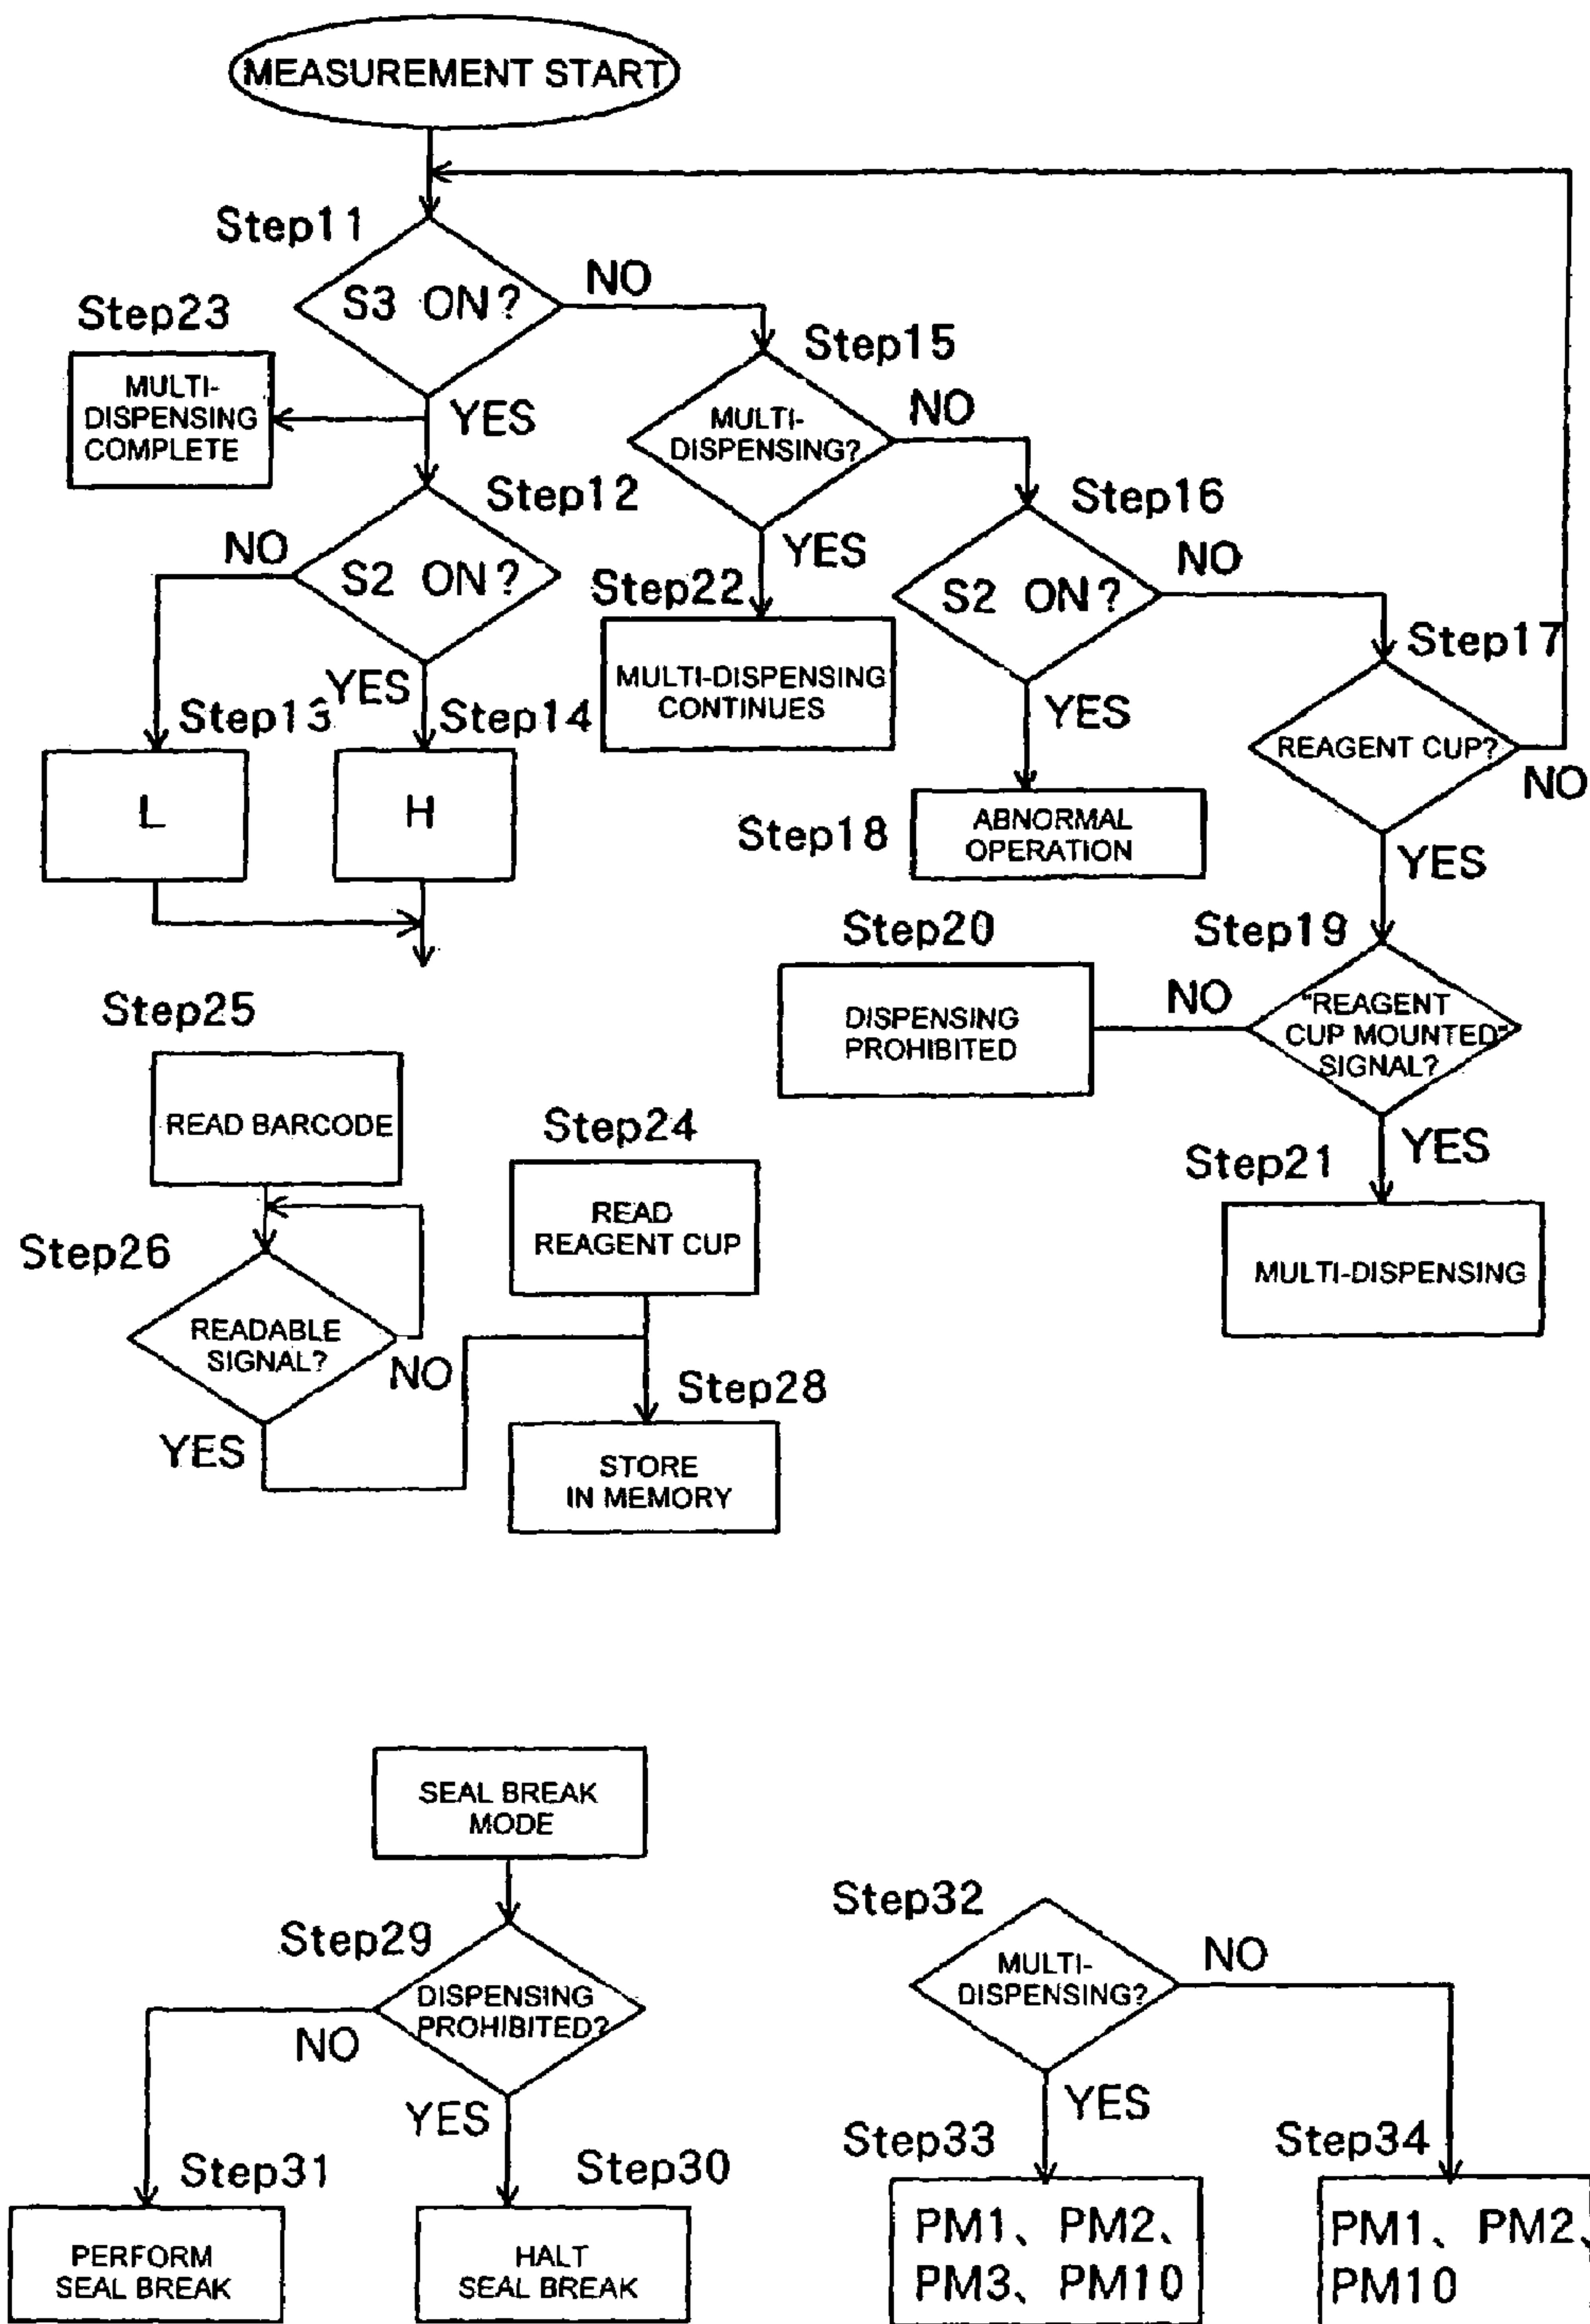 MEASUREMENT START
Step11
S3 ON?
NO
Step23
MULTI-
DISPENSING
COMPLETE
YES
Step15
MULTI-
DISPENSING?
NO
Step12
S2 ON?
NO
YES
YES
Step22
MULTI-DISPENSING
CONTINUES
Step16
S2 ON?
NO
YES
Step17
REAGENT CUP?
NO
Step13
L
Step14
H
Step18
ABNORMAL
OPERATION
YES
Step20
DISPENSING
PROHIBITED
Step19
NO
"REAGENT
CUP MOUNTED"
SIGNAL?
YES
Step21
MULTI-DISPENSING
Step25
READ BARCODE
Step24
READ
REAGENT CUP
Step26
READABLE
SIGNAL?
NO
YES
Step28
STORE
IN MEMORY
SEAL BREAK
MODE
Step29
DISPENSING
PROHIBITED?
NO
YES
Step31
PERFORM
SEAL BREAK
Step30
HALT
SEAL BREAK
Step32
MULTI-
DISPENSING?
NO
YES
Step33
PM1、PM2、
PM3、PM10
Step34
PM1、PM2、
PM10